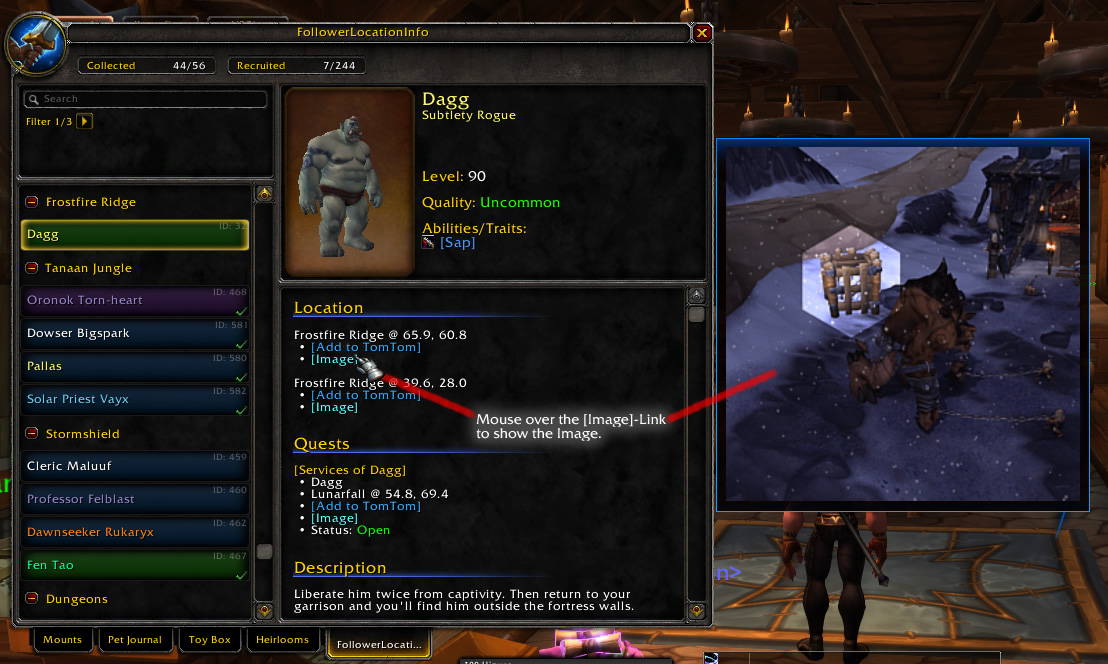 FollowerLocationInfo
Collected 44/56
Recruited 7/244
Search
Filter 1/3
Dagg
Subtlety Rogue
Level: 90
Quality: Uncommon
Abilities/Traits:
[Sap]
Frostfire Ridge
ID: 32
Dagg
Tanaan Jungle
ID: 468
Oronok Torn-heart
ID: 581
Dowser Bigspark
ID: 580
Pallas
ID: 582
Solar Priest Vayx
Stormshield
ID: 459
Cleric Maluuf
ID: 460
Professor Felblast
ID: 462
Dawnseeker Rukaryx
ID: 467
Fen Tao
Dungeons
Location
Frostfire Ridge @ 65.9, 60.8
• [Add to TomTom]
• [Image]
Frostfire Ridge @ 39.6, 28.0
• [Add to TomTom]
• [Image]
Mouse over the [Image]-Link
to show the Image.
Quests
[Services of Dagg]
• Dagg
• Lunarfall @ 54.8, 69.4
• [Add to TomTom]
• [Image]
• Status: Open
Description
Liberate him twice from captivity. Then return to your
garrison and you'll find him outside the fortress walls.
Mounts
Pet Journal
Toy Box
Heirlooms
FollowerLocati...